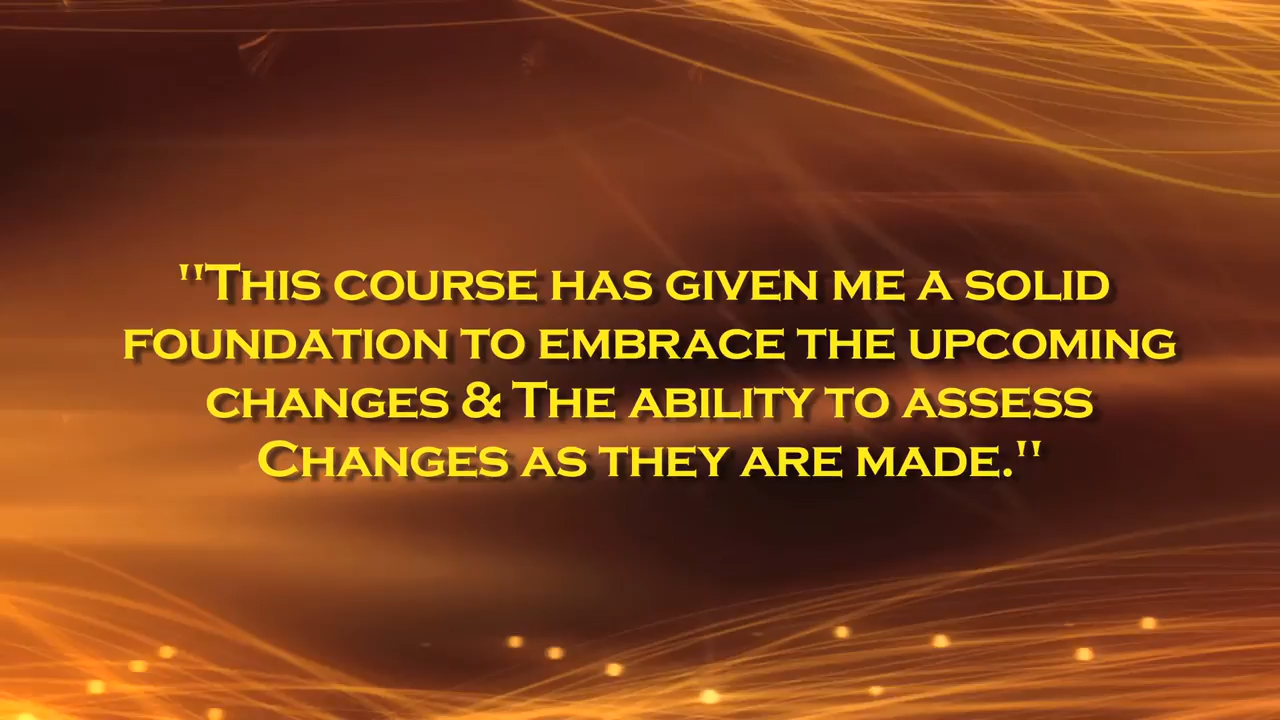 "This course has given me a solid
foundation to embrace the upcoming
changes & The ability to assess
Changes as they are made."